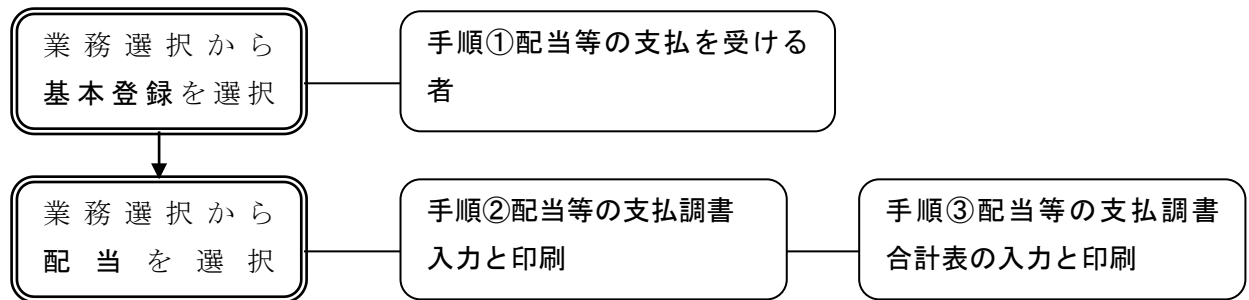 業務選択から
基本登録を選択
手順①配当等の支払を受ける
者
業務選択から
配当を選択
手順②配当等の支払調書
入力と印刷
手順③配当等の支払調書
合計表の入力と印刷